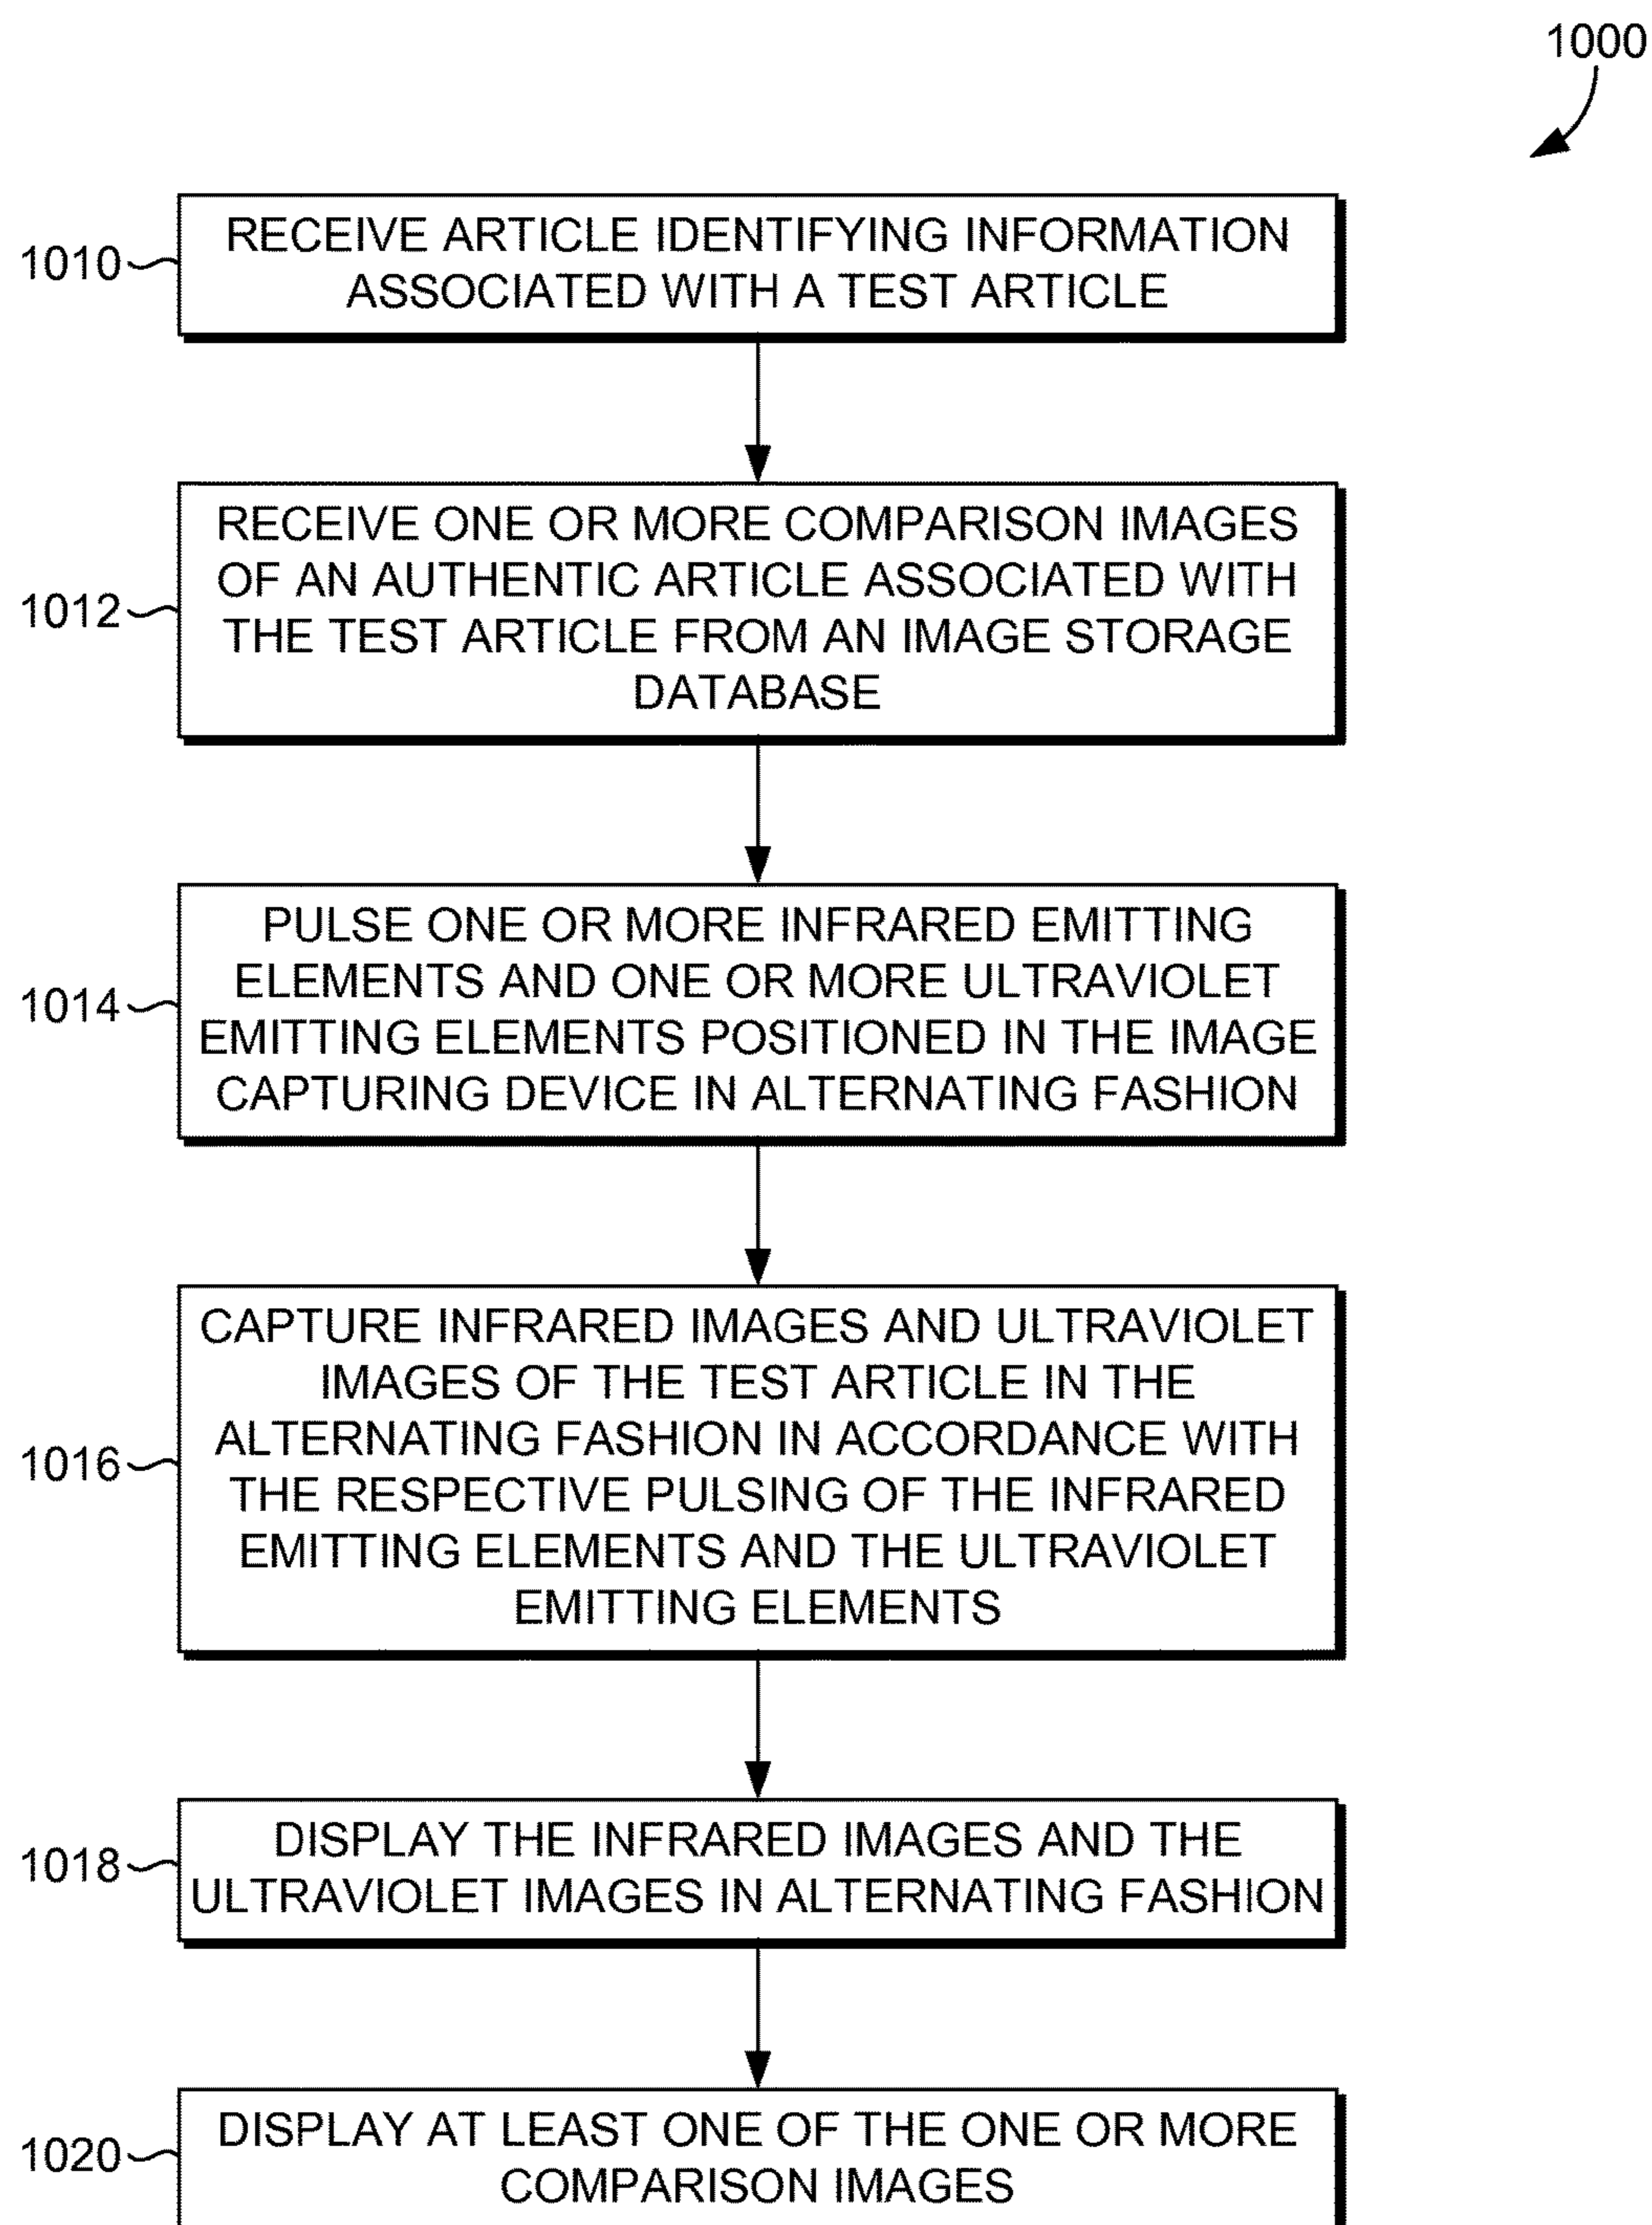 1000
1010
RECEIVE ARTICLE IDENTIFYING INFORMATION
ASSOCIATED WITH A TEST ARTICLE
1012
RECEIVE ONE OR MORE COMPARISON IMAGES
OF AN AUTHENTIC ARTICLE ASSOCIATED WITH
THE TEST ARTICLE FROM AN IMAGE STORAGE
DATABASE
1014
PULSE ONE OR MORE INFRARED EMITTING
ELEMENTS AND ONE OR MORE ULTRAVIOLET
EMITTING ELEMENTS POSITIONED IN THE IMAGE
CAPTURING DEVICE IN ALTERNATING FASHION
1016
CAPTURE INFRARED IMAGES AND ULTRAVIOLET
IMAGES OF THE TEST ARTICLE IN THE
ALTERNATING FASHION IN ACCORDANCE WITH
THE RESPECTIVE PULSING OF THE INFRARED
EMITTING ELEMENTS AND THE ULTRAVIOLET
EMITTING ELEMENTS
1018
DISPLAY THE INFRARED IMAGES AND THE
ULTRAVIOLET IMAGES IN ALTERNATING FASHION
1020
DISPLAY AT LEAST ONE OF THE ONE OR MORE
COMPARISON IMAGES